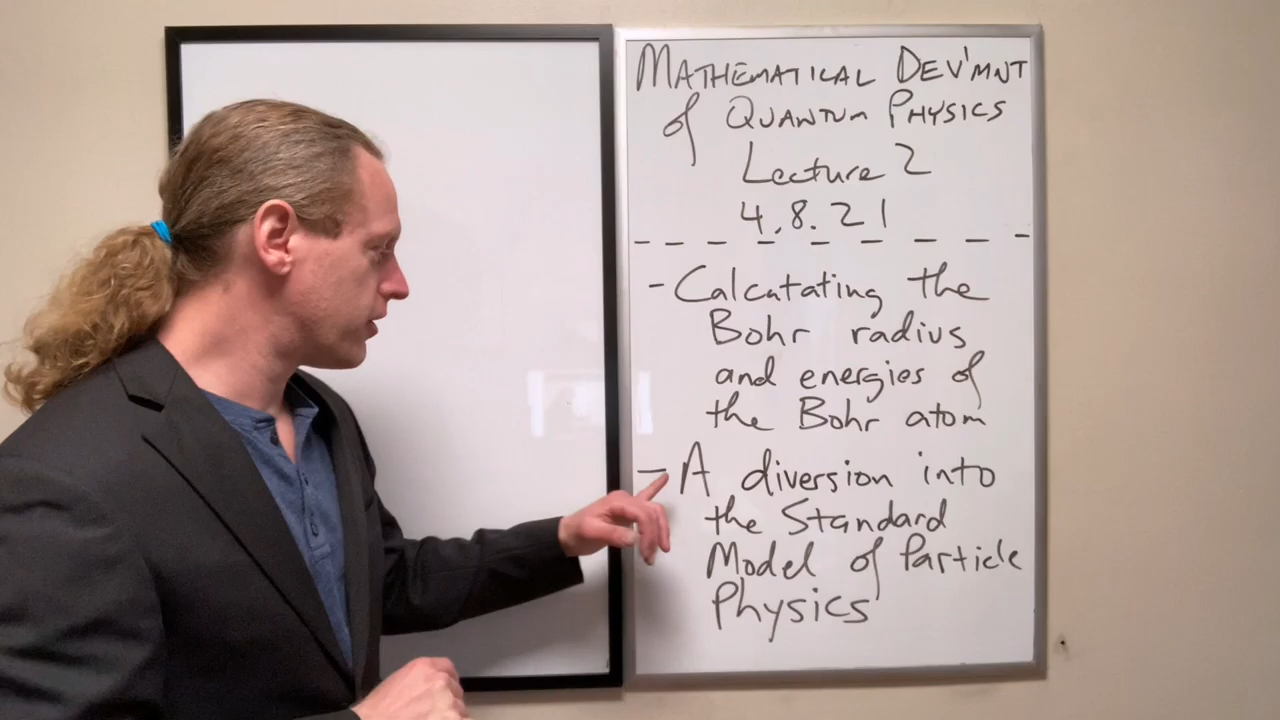 MATHEMATICAL DEV'MNT
of QUANTUM PHYSICS
Lecture 2
4.8.21
- Calcutating the
Bohr radius
and energies of
the Bohr atom
- A diversion into
the Standard
Model of Particle
Physics